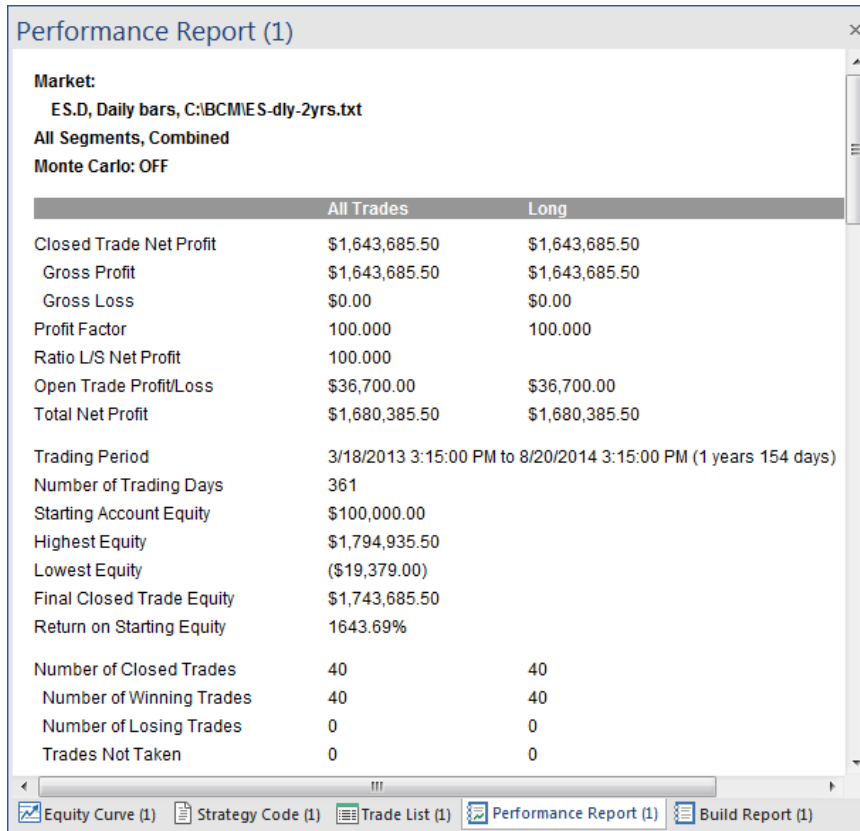 Performance Report (1)
Market:
ES.D, Daily bars, C:\BCM\ES-dly-2yrs.txt
All Segments, Combined
Monte Carlo: OFF
All Trades Long
Closed Trade Net Profit $1,643,685.50 $1,643,685.50
Gross Profit $1,643,685.50 $1,643,685.50
Gross Loss $0.00 $0.00
Profit Factor 100.000 100.000
Ratio L/S Net Profit 100.000
Open Trade Profit/Loss $36,700.00 $36,700.00
Total Net Profit $1,680,385.50 $1,680,385.50
Trading Period 3/18/2013 3:15:00 PM to 8/20/2014 3:15:00 PM (1 years 154 days)
Number of Trading Days 361
Starting Account Equity $100,000.00
Highest Equity $1,794,935.50
Lowest Equity ($19,379.00)
Final Closed Trade Equity $1,743,685.50
Return on Starting Equity 1643.69%
Number of Closed Trades 40 40
Number of Winning Trades 40 40
Number of Losing Trades 0 0
Trades Not Taken 0 0
Equity Curve (1) Strategy Code (1) Trade List (1) Performance Report (1) Build Report (1)